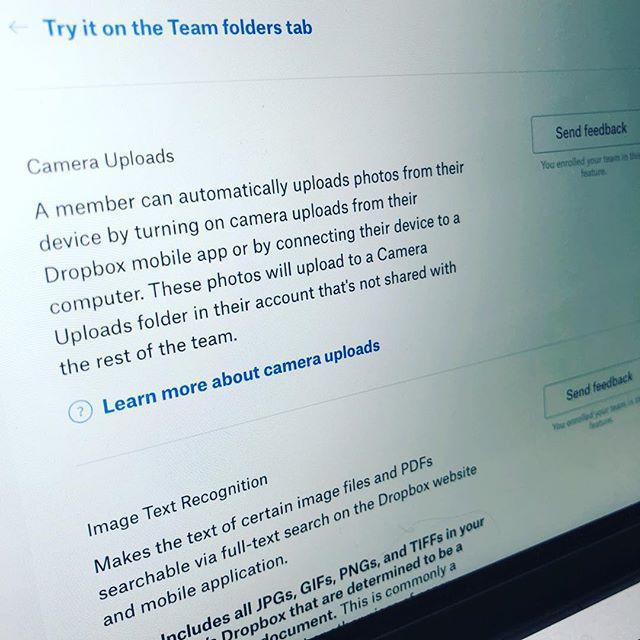 ← Try it on the Team folders tab
Camera Uploads
A member can automatically uploads photos from their
device by turning on camera uploads from their
Dropbox mobile app or by connecting their device to a
computer. These photos will upload to a Camera
Uploads folder in their account that's not shared with
the rest of the team.
? Learn more about camera uploads
Send feedback
You enrolled your team in this
feature.
Image Text Recognition
Makes the text of certain image files and PDFs
searchable via full-text search on the Dropbox website
and mobile application.
Send feedback
You enrolled your team in
feature.
Includes all JPGs, GIFs, PNGs, and TIFFs in your
Dropbox that are determined to be a
document. This is commonly a